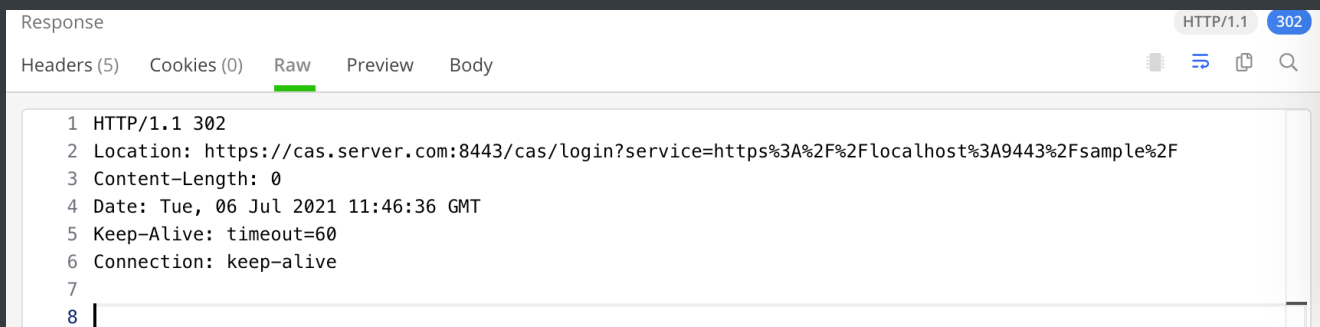 Response HTTP/1.1 302
Headers (5) Cookies (0) Raw Preview Body
1 HTTP/1.1 302
2 Location: https://cas.server.com:8443/cas/login?service=https%3A%2F%2Flocalhost%3A9443%2Fsample%2F
3 Content-Length: 0
4 Date: Tue, 06 Jul 2021 11:46:36 GMT
5 Keep-Alive: timeout=60
6 Connection: keep-alive
7
8